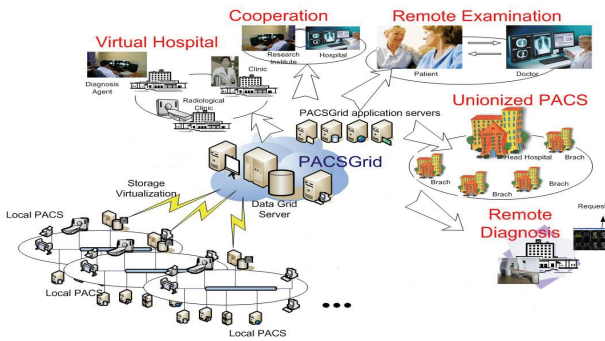 Cooperation
Remote Examination
Virtual Hospital
Research
Institute
Hospital
Clinic
Diagnosis
Agent
Radiological
Clinic
Patient
Doctor
PACSGrid application servers
Unionized PACS
PACSGrid
Head Hospital
Brach
Brach
Brach
Brach
Storage
Virtualization
Data Grid
Server
Local PACS
Remote
Diagnosis
Request
Local PACS
Local PACS
•••